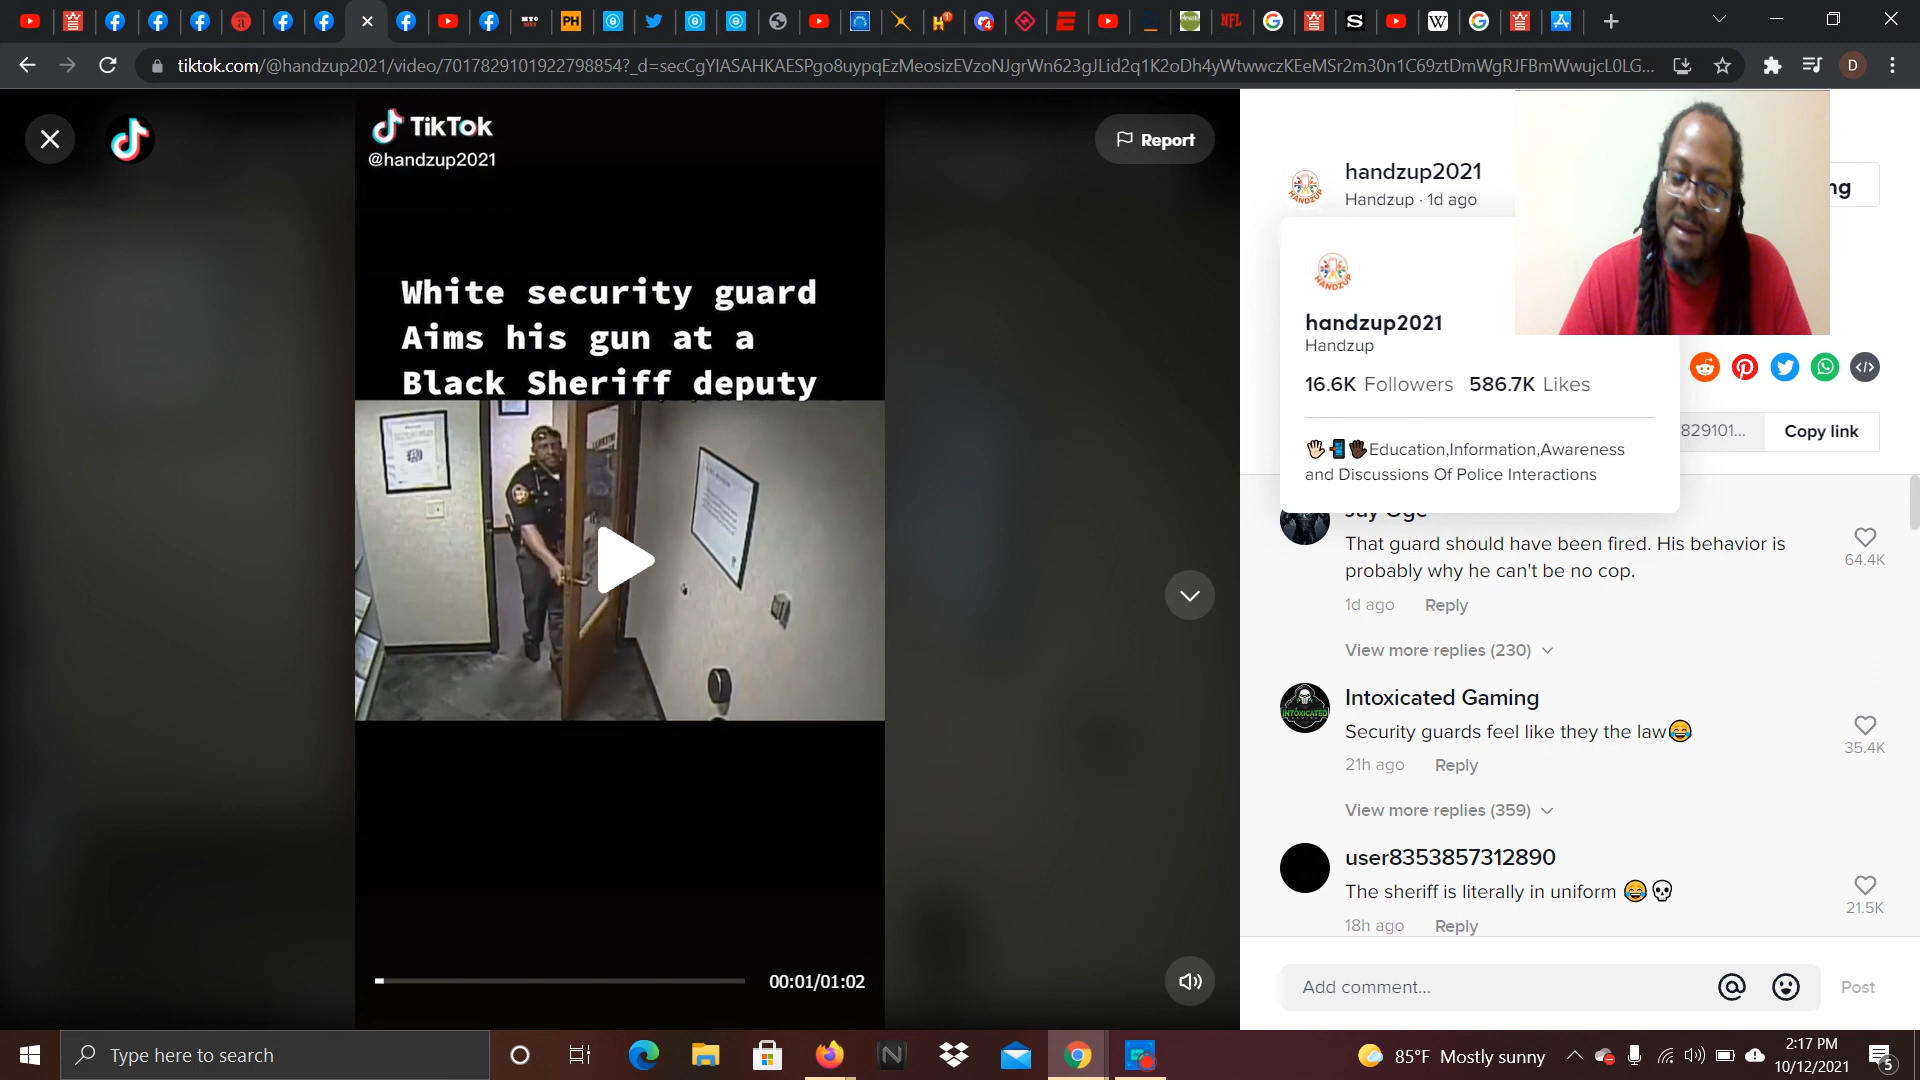 tiktok.com/@handzup2021/video/7017829101922798854?_d=secCgYIASAHKAESPgo8uypqEzMeosizEVzoNJgrWn623gJLid2q1K2oDh4yWtwwczKEeMSr2m30n1C69ztDmWgRJFBmWwujcL0LG...
D
TikTok
@handzup2021
Report
White security guard
Aims his gun at a
Black Sheriff deputy
00:01/01:02
handzup2021
Handzup · 1d ago
ng
HANDZUP
handzup2021
Handzup
16.6K Followers 586.7K Likes
🖐🏻📲🖐🏿Education,Information,Awareness
and Discussions Of Police Interactions
829101...
Copy link
Jay Oge
That guard should have been fired. His behavior is
probably why he can't be no cop.
64.4K
1d ago Reply
View more replies (230)
Intoxicated Gaming
Security guards feel like they the law😂
35.4K
21h ago Reply
View more replies (359)
user8353857312890
The sheriff is literally in uniform 😂💀
21.5K
18h ago Reply
Add comment...
Post
Type here to search
85°F Mostly sunny
2:17 PM
10/12/2021
5